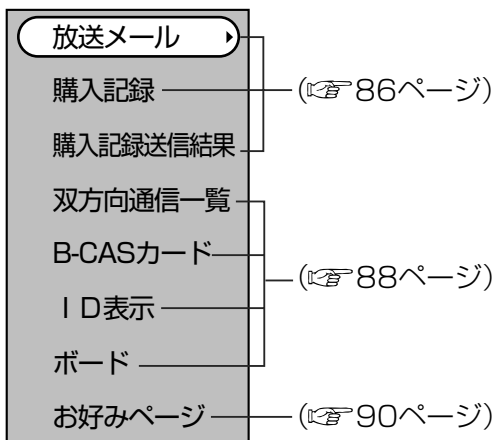 放送メール
購入記録 (☞86ページ)
購入記録送信結果
双方向通信一覧
B-CASカード (☞88ページ)
ID表示
ボード
お好みページ (☞90ページ)